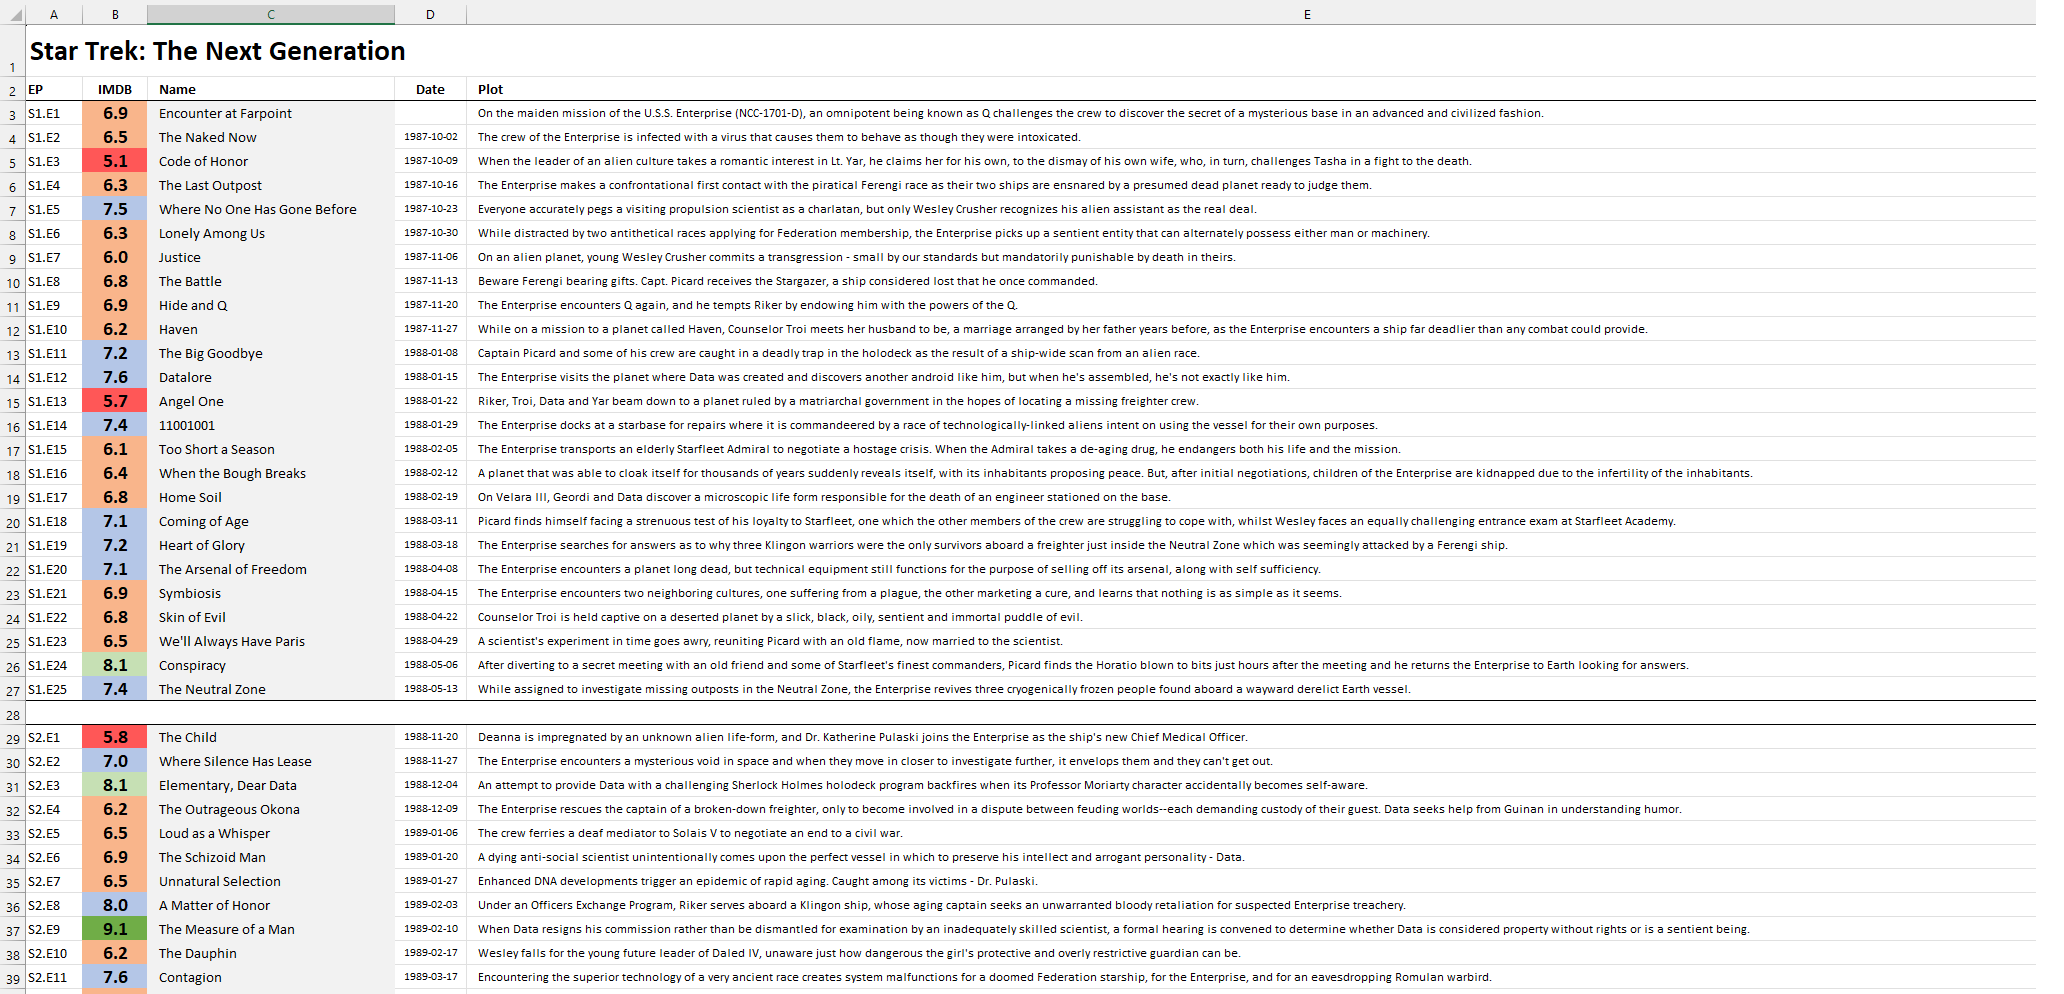 A B C D E
1 Star Trek: The Next Generation
2 EP IMDB Name Date Plot
3 S1.E1 6.9 Encounter at Farpoint On the maiden mission of the U.S.S. Enterprise (NCC-1701-D), an omnipotent being known as Q challenges the crew to discover the secret of a mysterious base in an advanced and civilized fashion.
4 S1.E2 6.5 The Naked Now 1987-10-02 The crew of the Enterprise is infected with a virus that causes them to behave as though they were intoxicated.
5 S1.E3 5.1 Code of Honor 1987-10-09 When the leader of an alien culture takes a romantic interest in Lt. Yar, he claims her for his own, to the dismay of his own wife, who, in turn, challenges Tasha in a fight to the death.
6 S1.E4 6.3 The Last Outpost 1987-10-16 The Enterprise makes a confrontational first contact with the piratical Ferengi race as their two ships are ensnared by a presumed dead planet ready to judge them.
7 S1.E5 7.5 Where No One Has Gone Before 1987-10-23 Everyone accurately pegs a visiting propulsion scientist as a charlatan, but only Wesley Crusher recognizes his alien assistant as the real deal.
8 S1.E6 6.3 Lonely Among Us 1987-10-30 While distracted by two antithetical races applying for Federation membership, the Enterprise picks up a sentient entity that can alternately possess either man or machinery.
9 S1.E7 6.0 Justice 1987-11-06 On an alien planet, young Wesley Crusher commits a transgression - small by our standards but mandatorily punishable by death in theirs.
10 S1.E8 6.8 The Battle 1987-11-13 Beware Ferengi bearing gifts. Capt. Picard receives the Stargazer, a ship considered lost that he once commanded.
11 S1.E9 6.9 Hide and Q 1987-11-20 The Enterprise encounters Q again, and he tempts Riker by endowing him with the powers of the Q.
12 S1.E10 6.2 Haven 1987-11-27 While on a mission to a planet called Haven, Counselor Troi meets her husband to be, a marriage arranged by her father years before, as the Enterprise encounters a ship far deadlier than any combat could provide.
13 S1.E11 7.2 The Big Goodbye 1988-01-08 Captain Picard and some of his crew are caught in a deadly trap in the holodeck as the result of a ship-wide scan from an alien race.
14 S1.E12 7.6 Datalore 1988-01-15 The Enterprise visits the planet where Data was created and discovers another android like him, but when he's assembled, he's not exactly like him.
15 S1.E13 5.7 Angel One 1988-01-22 Riker, Troi, Data and Yar beam down to a planet ruled by a matriarchal government in the hopes of locating a missing freighter crew.
16 S1.E14 7.4 11001001 1988-01-29 The Enterprise docks at a starbase for repairs where it is commandeered by a race of technologically-linked aliens intent on using the vessel for their own purposes.
17 S1.E15 6.1 Too Short a Season 1988-02-05 The Enterprise transports an elderly Starfleet Admiral to negotiate a hostage crisis. When the Admiral takes a de-aging drug, he endangers both his life and the mission.
18 S1.E16 6.4 When the Bough Breaks 1988-02-12 A planet that was able to cloak itself for thousands of years suddenly reveals itself, with its inhabitants proposing peace. But, after initial negotiations, children of the Enterprise are kidnapped due to the infertility of the inhabitants.
19 S1.E17 6.8 Home Soil 1988-02-19 On Velara III, Geordi and Data discover a microscopic life form responsible for the death of an engineer stationed on the base.
20 S1.E18 7.1 Coming of Age 1988-03-11 Picard finds himself facing a strenuous test of his loyalty to Starfleet, one which the other members of the crew are struggling to cope with, whilst Wesley faces an equally challenging entrance exam at Starfleet Academy.
21 S1.E19 7.2 Heart of Glory 1988-03-18 The Enterprise searches for answers as to why three Klingon warriors were the only survivors aboard a freighter just inside the Neutral Zone which was seemingly attacked by a Ferengi ship.
22 S1.E20 7.1 The Arsenal of Freedom 1988-04-08 The Enterprise encounters a planet long dead, but technical equipment still functions for the purpose of selling off its arsenal, along with self sufficiency.
23 S1.E21 6.9 Symbiosis 1988-04-15 The Enterprise encounters two neighboring cultures, one suffering from a plague, the other marketing a cure, and learns that nothing is as simple as it seems.
24 S1.E22 6.8 Skin of Evil 1988-04-22 Counselor Troi is held captive on a deserted planet by a slick, black, oily, sentient and immortal puddle of evil.
25 S1.E23 6.5 We'll Always Have Paris 1988-04-29 A scientist's experiment in time goes awry, reuniting Picard with an old flame, now married to the scientist.
26 S1.E24 8.1 Conspiracy 1988-05-06 After diverting to a secret meeting with an old friend and some of Starfleet's finest commanders, Picard finds the Horatio blown to bits just hours after the meeting and he returns the Enterprise to Earth looking for answers.
27 S1.E25 7.4 The Neutral Zone 1988-05-13 While assigned to investigate missing outposts in the Neutral Zone, the Enterprise revives three cryogenically frozen people found aboard a wayward derelict Earth vessel.
28
29 S2.E1 5.8 The Child 1988-11-20 Deanna is impregnated by an unknown alien life-form, and Dr. Katherine Pulaski joins the Enterprise as the ship's new Chief Medical Officer.
30 S2.E2 7.0 Where Silence Has Lease 1988-11-27 The Enterprise encounters a mysterious void in space and when they move in closer to investigate further, it envelops them and they can't get out.
31 S2.E3 8.1 Elementary, Dear Data 1988-12-04 An attempt to provide Data with a challenging Sherlock Holmes holodeck program backfires when its Professor Moriarty character accidentally becomes self-aware.
32 S2.E4 6.2 The Outrageous Okona 1988-12-09 The Enterprise rescues the captain of a broken-down freighter, only to become involved in a dispute between feuding worlds--each demanding custody of their guest. Data seeks help from Guinan in understanding humor.
33 S2.E5 6.5 Loud as a Whisper 1989-01-06 The crew ferries a deaf mediator to Solais V to negotiate an end to a civil war.
34 S2.E6 6.9 The Schizoid Man 1989-01-20 A dying anti-social scientist unintentionally comes upon the perfect vessel in which to preserve his intellect and arrogant personality - Data.
35 S2.E7 6.5 Unnatural Selection 1989-01-27 Enhanced DNA developments trigger an epidemic of rapid aging. Caught among its victims - Dr. Pulaski.
36 S2.E8 8.0 A Matter of Honor 1989-02-03 Under an Officers Exchange Program, Riker serves aboard a Klingon ship, whose aging captain seeks an unwarranted bloody retaliation for suspected Enterprise treachery.
37 S2.E9 9.1 The Measure of a Man 1989-02-10 When Data resigns his commission rather than be dismantled for examination by an inadequately skilled scientist, a formal hearing is convened to determine whether Data is considered property without rights or is a sentient being.
38 S2.E10 6.2 The Dauphin 1989-02-17 Wesley falls for the young future leader of Daled IV, unaware just how dangerous the girl's protective and overly restrictive guardian can be.
39 S2.E11 7.6 Contagion 1989-03-17 Encountering the superior technology of a very ancient race creates system malfunctions for a doomed Federation starship, for the Enterprise, and for an eavesdropping Romulan warbird.